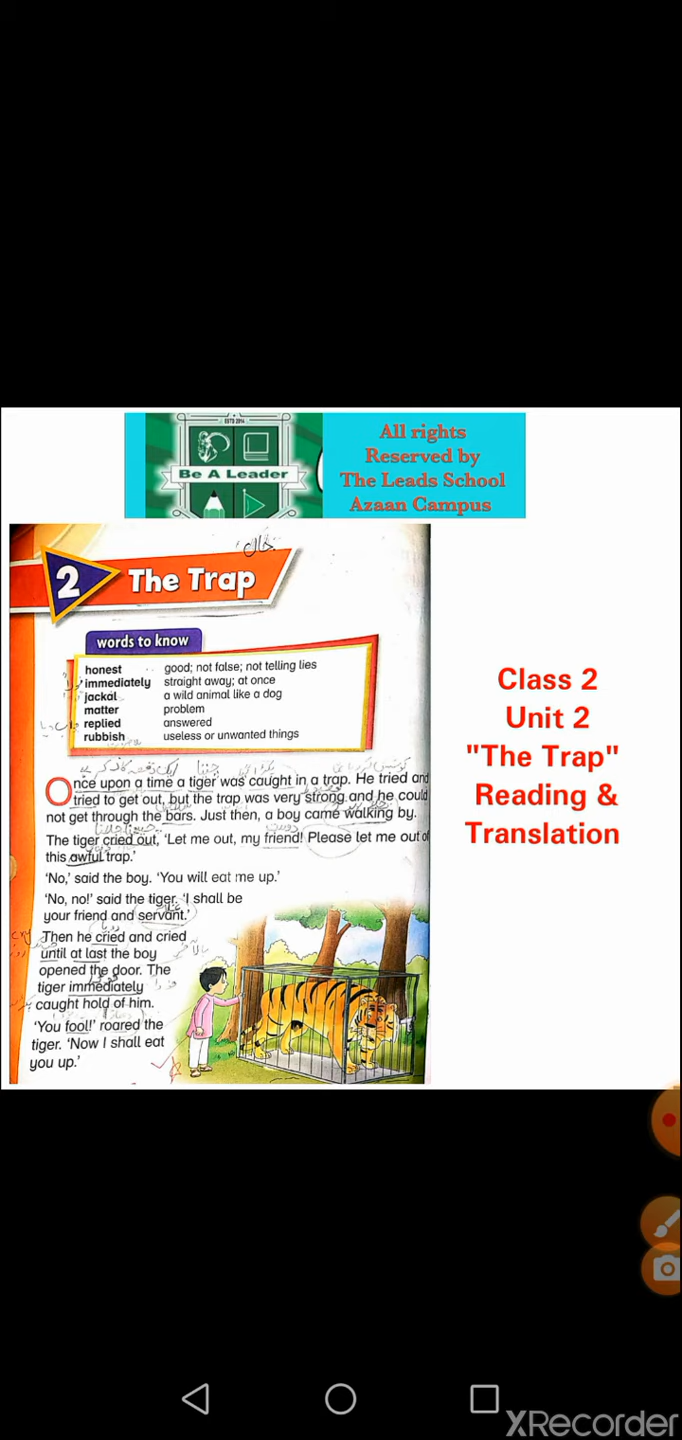 ESTD 2014
Be A Leader
All rights
Reserved by
The Leads School
Azaan Campus
جال
2 The Trap
words to know
honest good; not false; not telling lies
immediately straight away; at once
jackal a wild animal like a dog
matter problem
replied answered
rubbish useless or unwanted things
Once upon a time a tiger was caught in a trap. He tried and
tried to get out, but the trap was very strong and he could
not get through the bars. Just then, a boy came walking by.
دوست
The tiger cried out, ‘Let me out, my friend! Please let me out of
this awful trap.’
‘No,’ said the boy. ‘You will eat me up.’
‘No, no!’ said the tiger. ‘I shall be
your friend and servant.’
Then he cried and cried
until at last the boy
opened the door. The
tiger immediately
caught hold of him.
‘You fool!’ roared the
tiger. ‘Now I shall eat
you up.’
Class 2
Unit 2
"The Trap"
Reading &
Translation
XRecorder